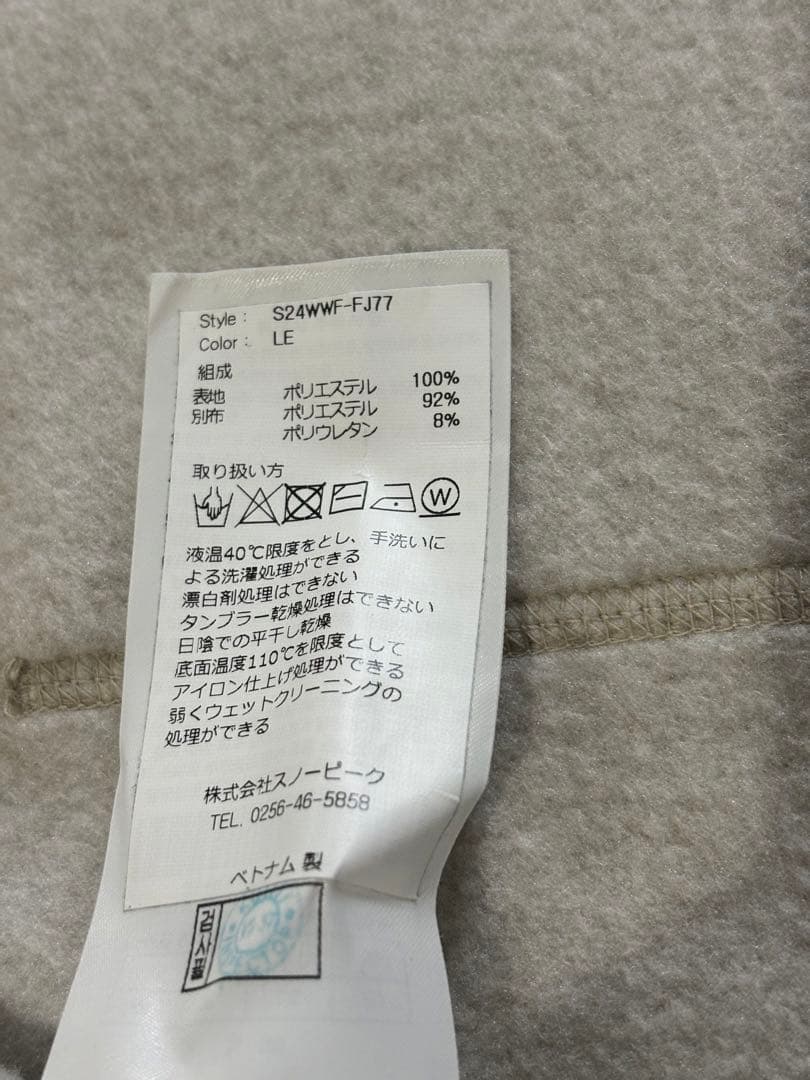 Style : S24WWF-FJ77
Color : LE
組成
表地 ポリエステル 100%
別布 ポリエステル 92%
ポリウレタン 8%
取り扱い方
W
液温40℃限度をとし、手洗いに
よる洗濯処理ができる
漂白剤処理はできない
タンブラー乾燥処理はできない
日陰での平干し乾燥
底面温度110℃を限度として
アイロン仕上げ処理ができる
弱くウェットクリーニングの
処理ができる
株式会社スノーピーク
TEL. 0256-46-5858
ベトナム 製
검사필